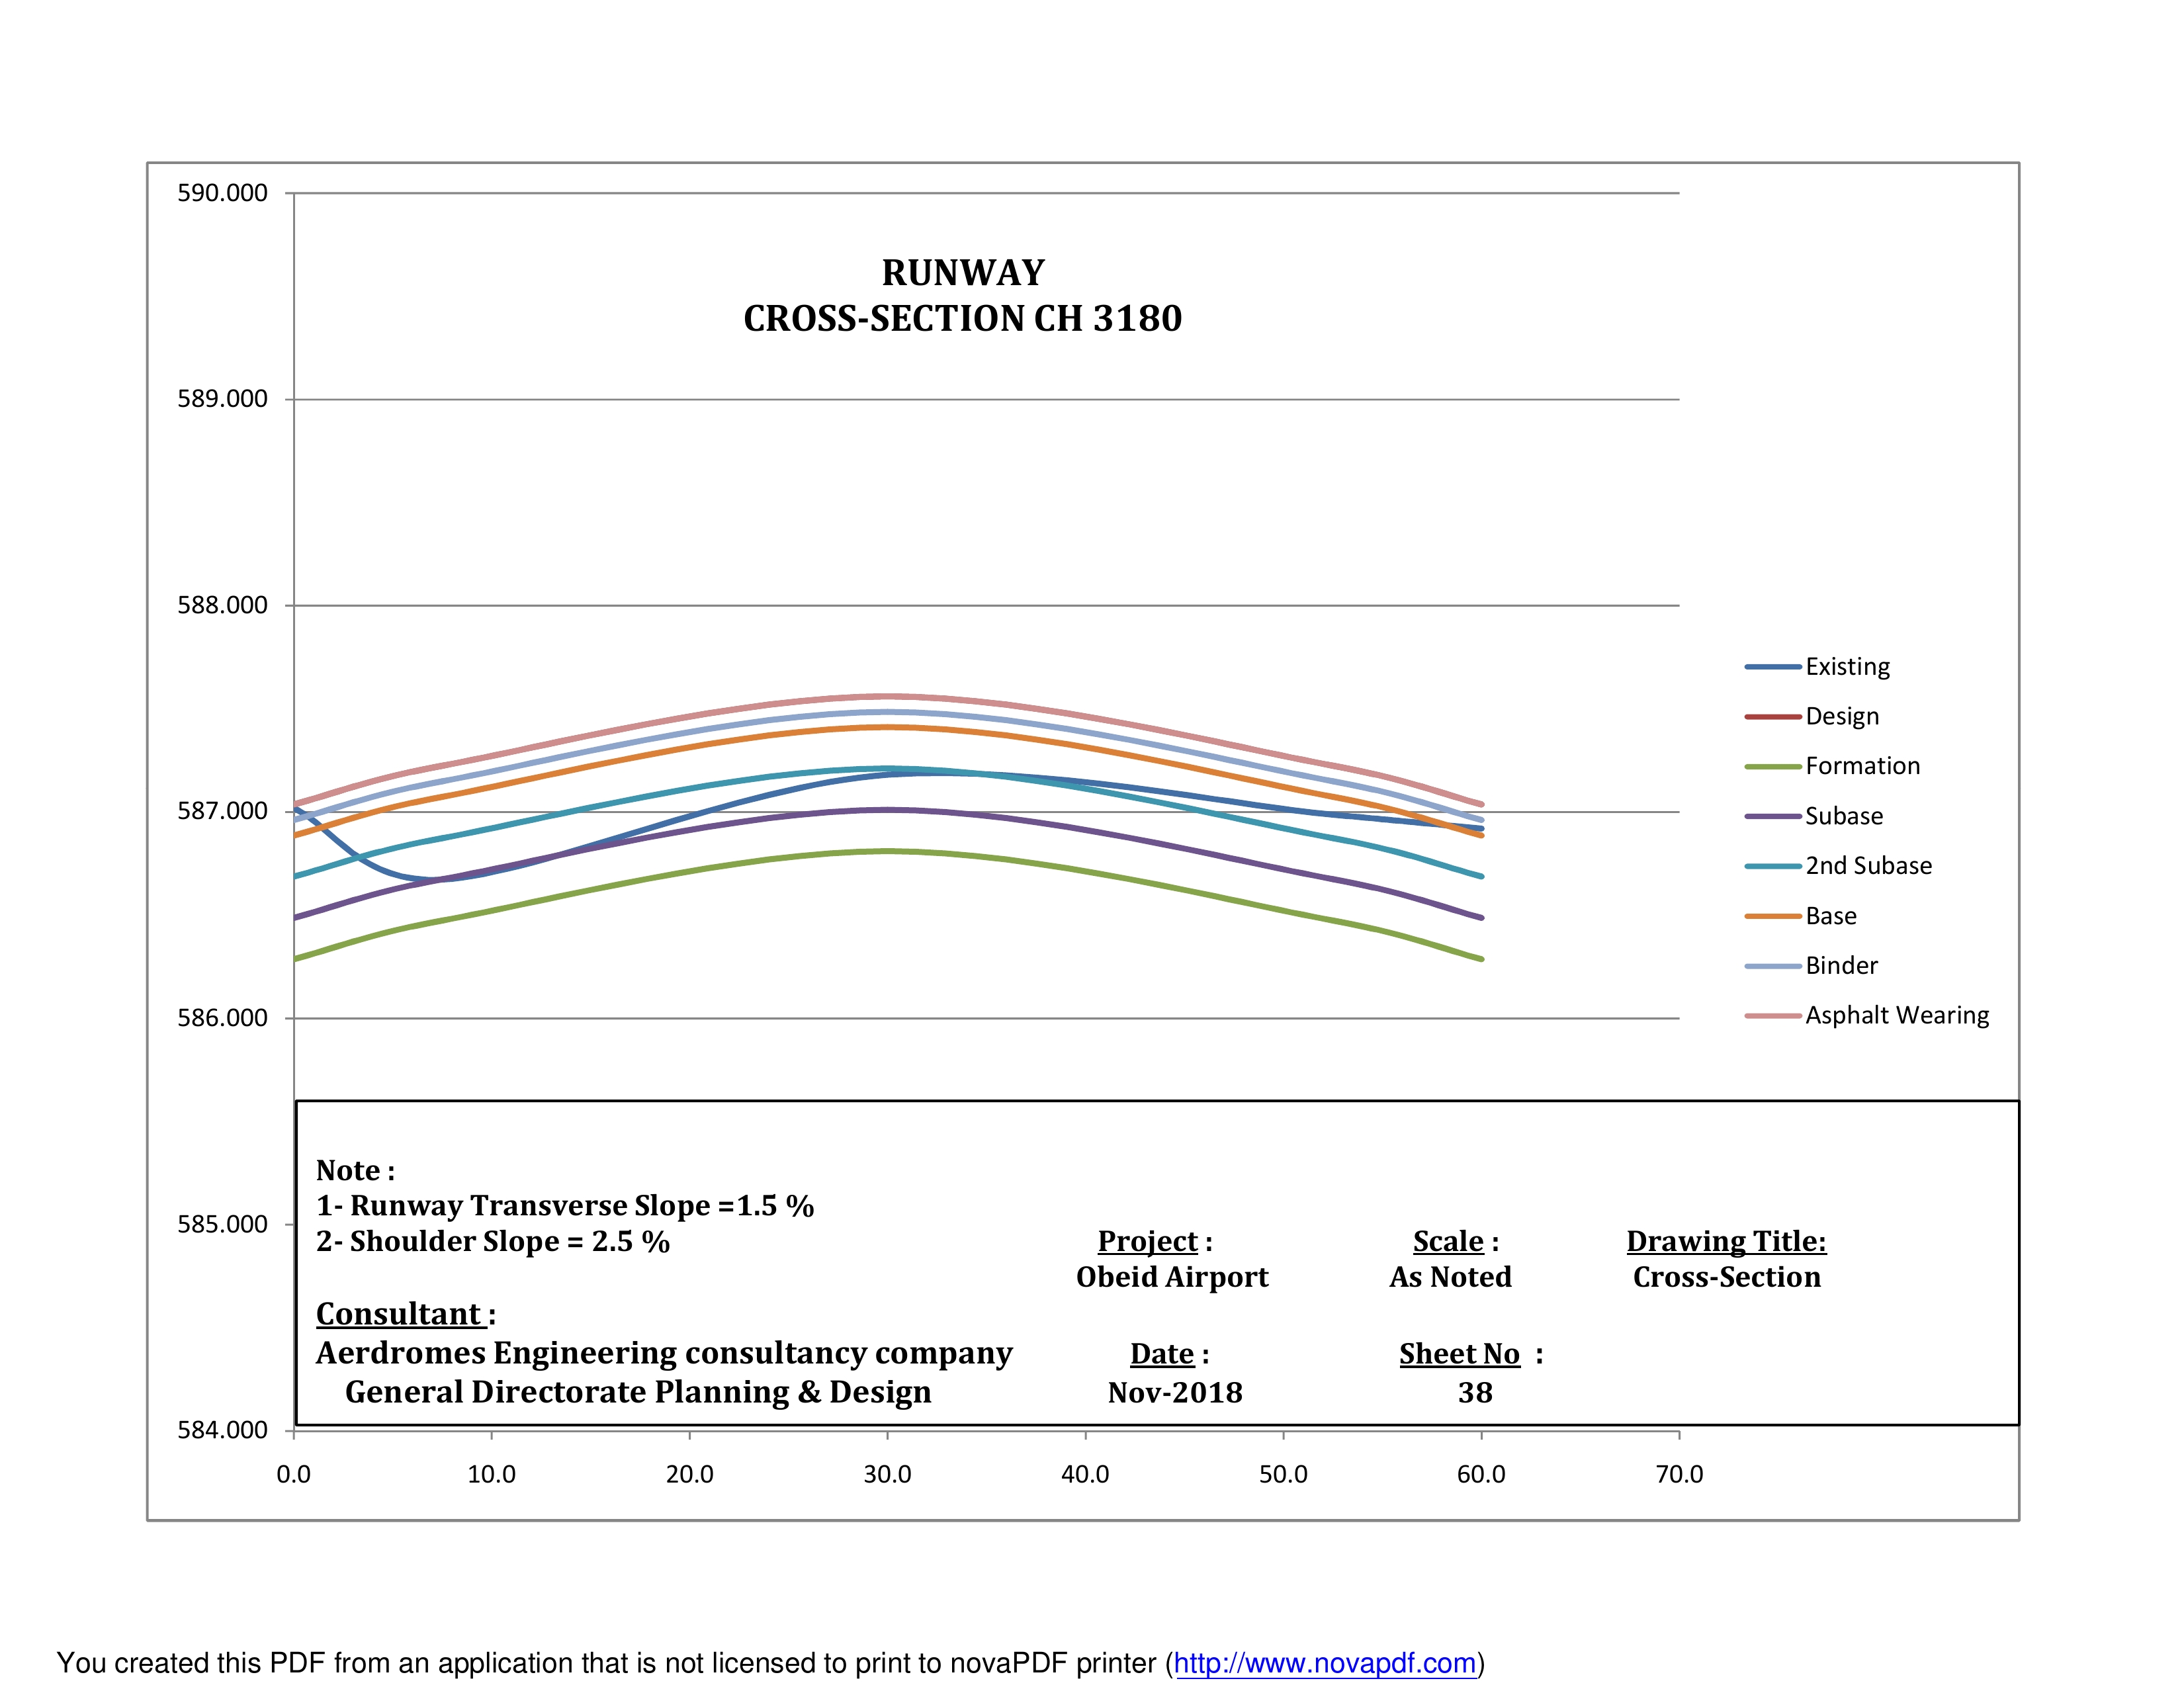 590.000
RUNWAY
CROSS-SECTION CH 3180
589.000
588.000
587.000
586.000
585.000
584.000
0.0 10.0 20.0 30.0 40.0 50.0 60.0 70.0
Existing
Design
Formation
Subase
2nd Subase
Base
Binder
Asphalt Wearing
Note :
1- Runway Transverse Slope =1.5 %
2- Shoulder Slope = 2.5 %
Project : Scale : Drawing Title:
Obeid Airport As Noted Cross-Section
Consultant :
Aerdromes Engineering consultancy company Date : Sheet No :
General Directorate Planning & Design Nov-2018 38
You created this PDF from an application that is not licensed to print to novaPDF printer (http://www.novapdf.com)